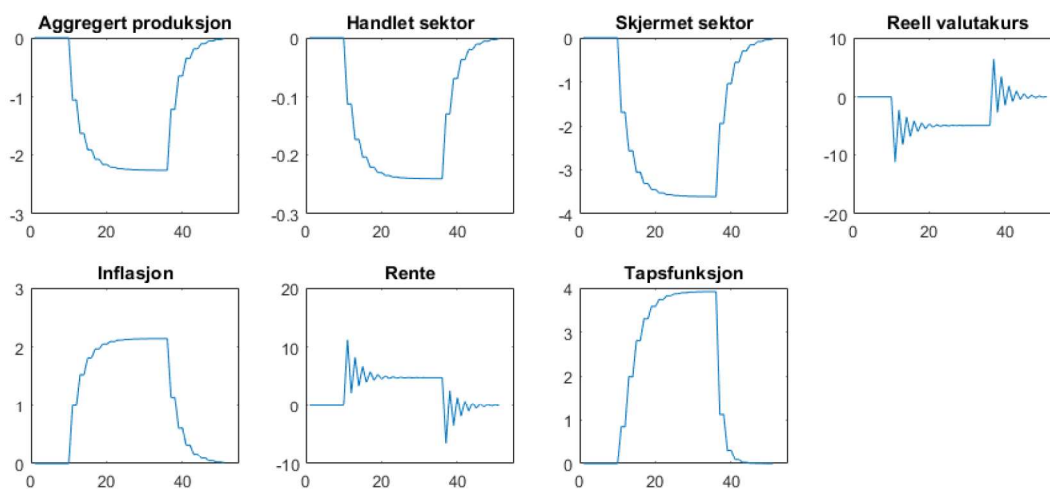 Aggregert produksjon
0
-1
-2
-3
0 20 40
Handlet sektor
0
-0.1
-0.2
-0.3
0 20 40
Skjermet sektor
0
-1
-2
-3
-4
0 20 40
Reell valutakurs
10
0
-10
-20
0 20 40
Inflasjon
3
2
1
0
0 20 40
Rente
20
10
0
-10
0 20 40
Tapsfunksjon
4
3
2
1
0
0 20 40